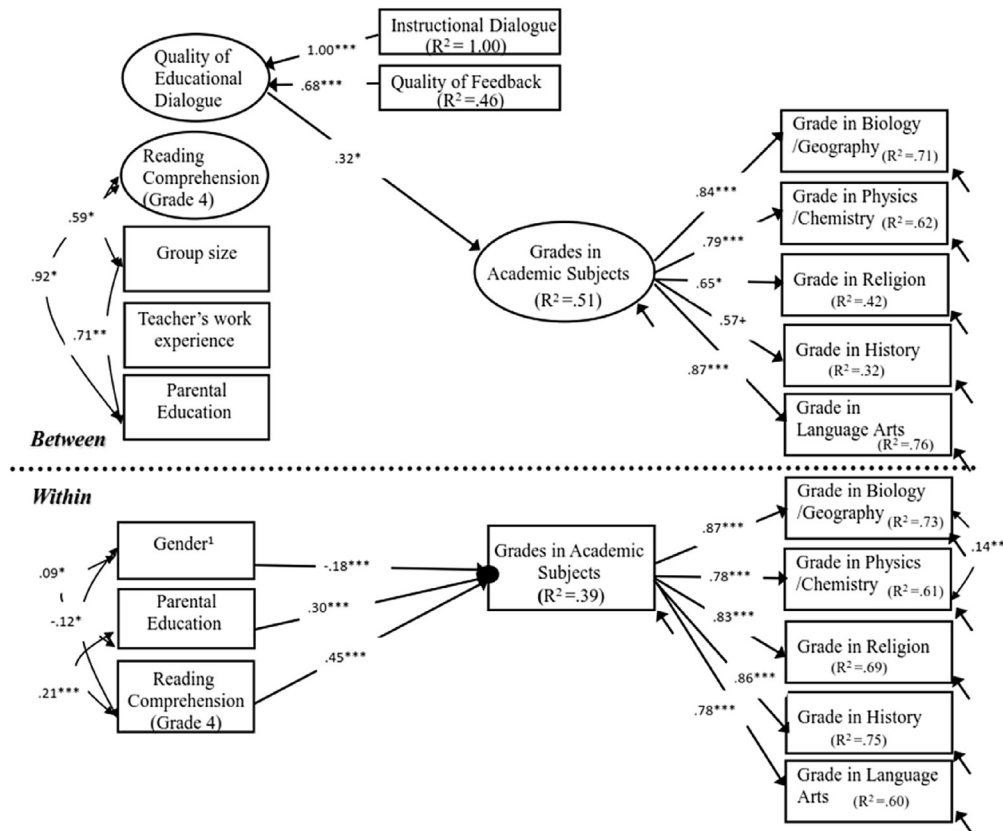 Instructional Dialogue
(R² = 1.00)
1.00***
Quality of
Educational
Dialogue
Quality of Feedback
(R² =.46)
.68***
.32*
Reading
Comprehension
(Grade 4)
.59*
.92*
Group size
.71**
Teacher's work
experience
Parental
Education
Between
Grades in
Academic Subjects
(R² =.51)
.84***
.79***
.65*
.57+
.87***
Grade in Biology
/Geography (R² =.71)
Grade in Physics
/Chemistry (R² =.62)
Grade in Religion
(R² =.42)
Grade in History
(R² =.32)
Grade in
Language Arts
(R² =.76)
Within
Gender¹
.09*
-.12*
Parental
Education
.21***
Reading
Comprehension
(Grade 4)
-.18***
.30***
.45***
Grades in Academic
Subjects
(R² =.39)
.87***
.78***
.83***
.86***
.78***
Grade in Biology
/Geography (R² =.73)
.14**
Grade in Physics
/Chemistry (R² =.61)
Grade in Religion
(R² =.69)
Grade in History
(R² =.75)
Grade in Language
Arts (R² =.60)